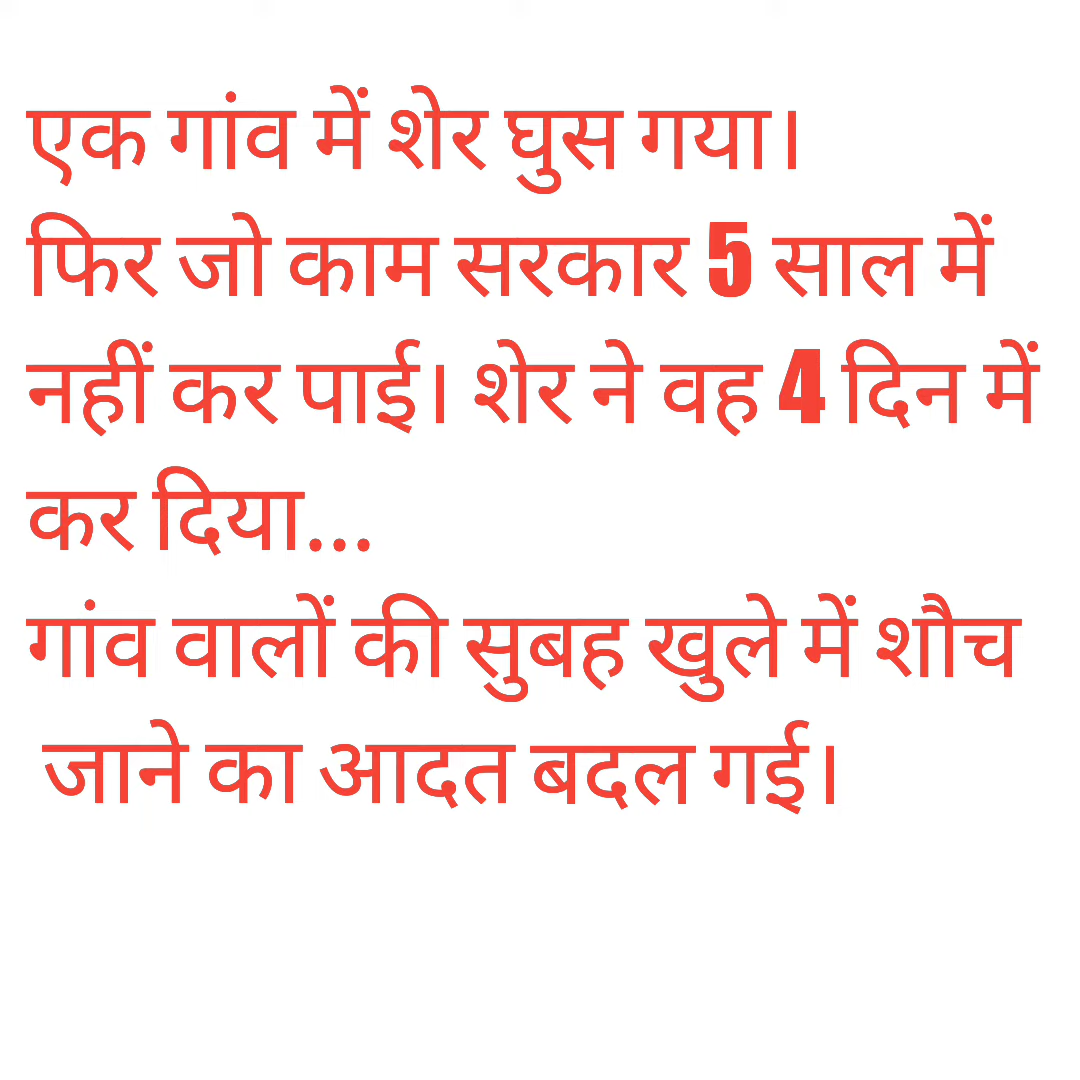 एक गांव में शेर घुस गया।
फिर जो काम सरकार 5 साल में
नहीं कर पाई। शेर ने वह 4 दिन में
कर दिया...
गांव वालों की सुबह खुले में शौच
जाने का आदत बदल गई।